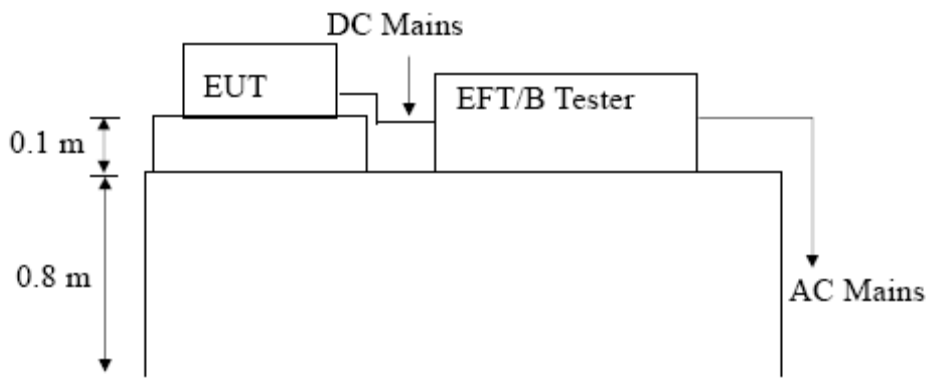 DC Mains
EUT
EFT/B Tester
0.1 m
0.8 m
AC Mains